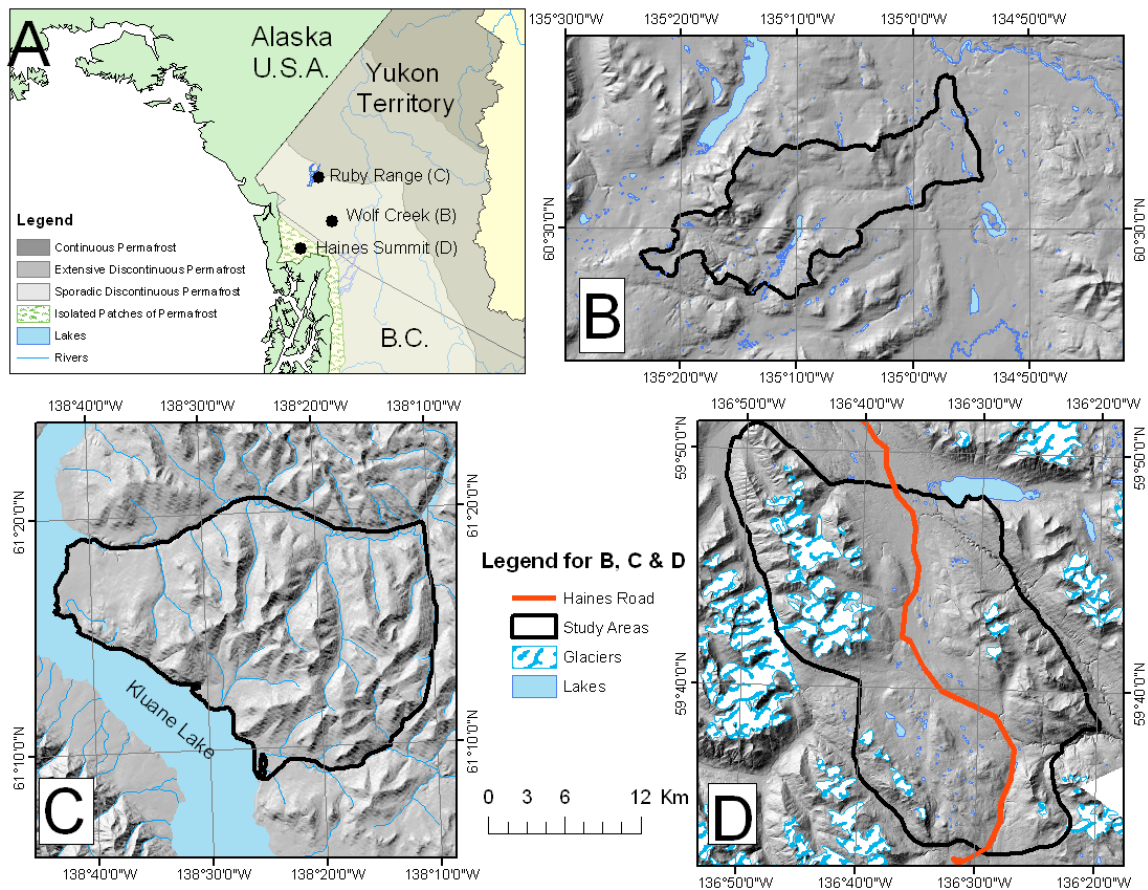 A
Alaska
U.S.A.
Yukon
Territory
Ruby Range (C)
Wolf Creek (B)
Haines Summit (D)
B.C.
Legend
Continuous Permafrost
Extensive Discontinuous Permafrost
Sporadic Discontinuous Permafrost
Isolated Patches of Permafrost
Lakes
Rivers
135°30'0"W 135°20'0"W 135°10'0"W 135°0'0"W 134°50'0"W
60°30'0"N
60°30'0"N
B
135°20'0"W 135°10'0"W 135°0'0"W 134°50'0"W
138°40'0"W 138°30'0"W 138°20'0"W 138°10'0"W
61°20'0"N
61°20'0"N
61°10'0"N
61°10'0"N
Kluane Lake
C
138°40'0"W 138°30'0"W 138°20'0"W 138°10'0"W
Legend for B, C & D
Haines Road
Study Areas
Glaciers
Lakes
0 3 6 12 Km
136°50'0"W 136°40'0"W 136°30'0"W 136°20'0"W
59°50'0"N
59°50'0"N
59°40'0"N
59°40'0"N
D
136°50'0"W 136°40'0"W 136°30'0"W 136°20'0"W